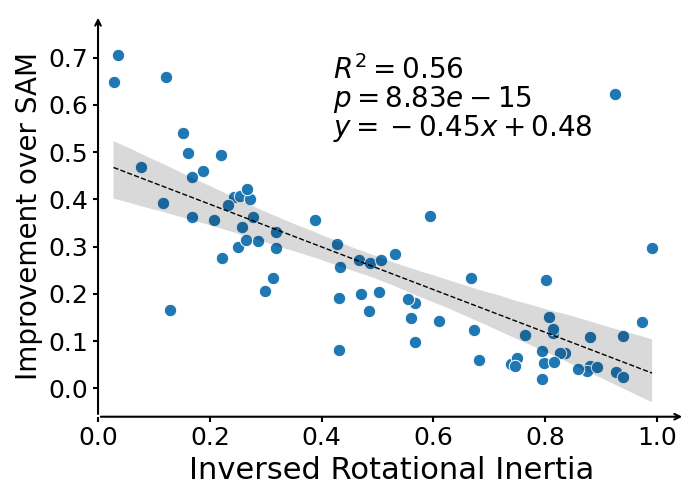 R² = 0.56
p = 8.83e − 15
y = −0.45x + 0.48
Improvement over SAM
0.7
0.6
0.5
0.4
0.3
0.2
0.1
0.0
0.0 0.2 0.4 0.6 0.8 1.0
Inversed Rotational Inertia